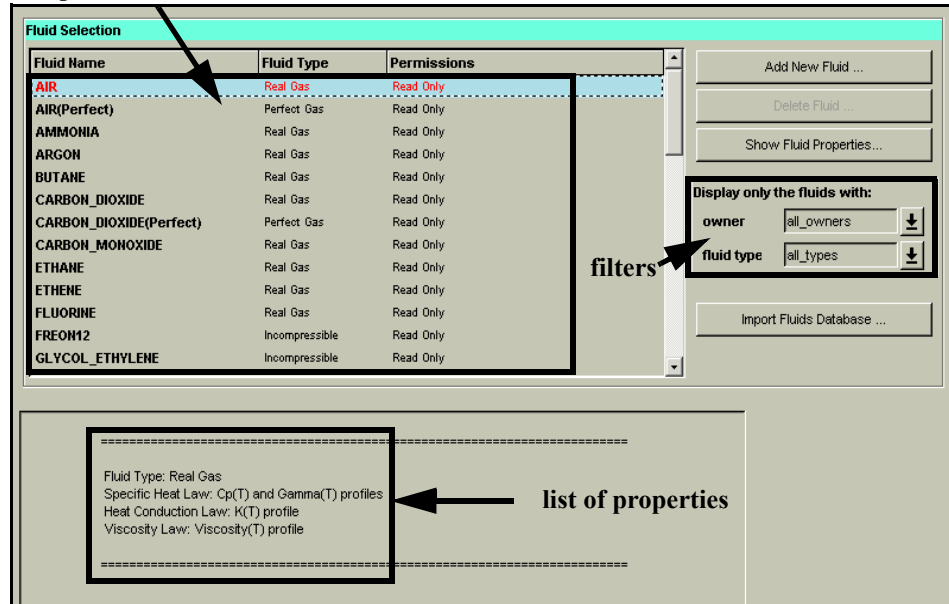 Fluid Selection
Fluid Name Fluid Type Permissions
AIR Real Gas Read Only
AIR(Perfect) Perfect Gas Read Only
AMMONIA Real Gas Read Only
ARGON Real Gas Read Only
BUTANE Real Gas Read Only
CARBON_DIOXIDE Real Gas Read Only
CARBON_DIOXIDE(Perfect) Perfect Gas Read Only
CARBON_MONOXIDE Real Gas Read Only
ETHANE Real Gas Read Only
ETHENE Real Gas Read Only
FLUORINE Real Gas Read Only
FREON12 Incompressible Read Only
GLYCOL_ETHYLENE Incompressible Read Only
Add New Fluid ...
Delete Fluid ...
Show Fluid Properties...
Display only the fluids with:
owner all_owners
fluid type all_types
filters
Import Fluids Database ...
==========================================================================
Fluid Type: Real Gas
Specific Heat Law: Cp(T) and Gamma(T) profiles
Heat Conduction Law: K(T) profile
Viscosity Law: Viscosity(T) profile
==========================================================================
list of properties